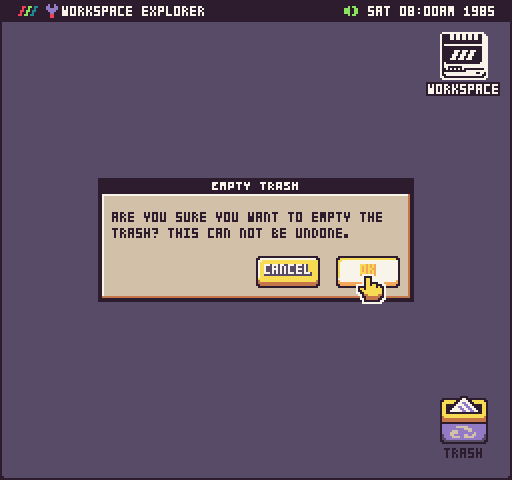 WORKSPACE EXPLORER
SAT 08:00AM 1985
WORKSPACE
EMPTY TRASH
ARE YOU SURE YOU WANT TO EMPTY THE
TRASH? THIS CAN NOT BE UNDONE.
CANCEL
OK
TRASH